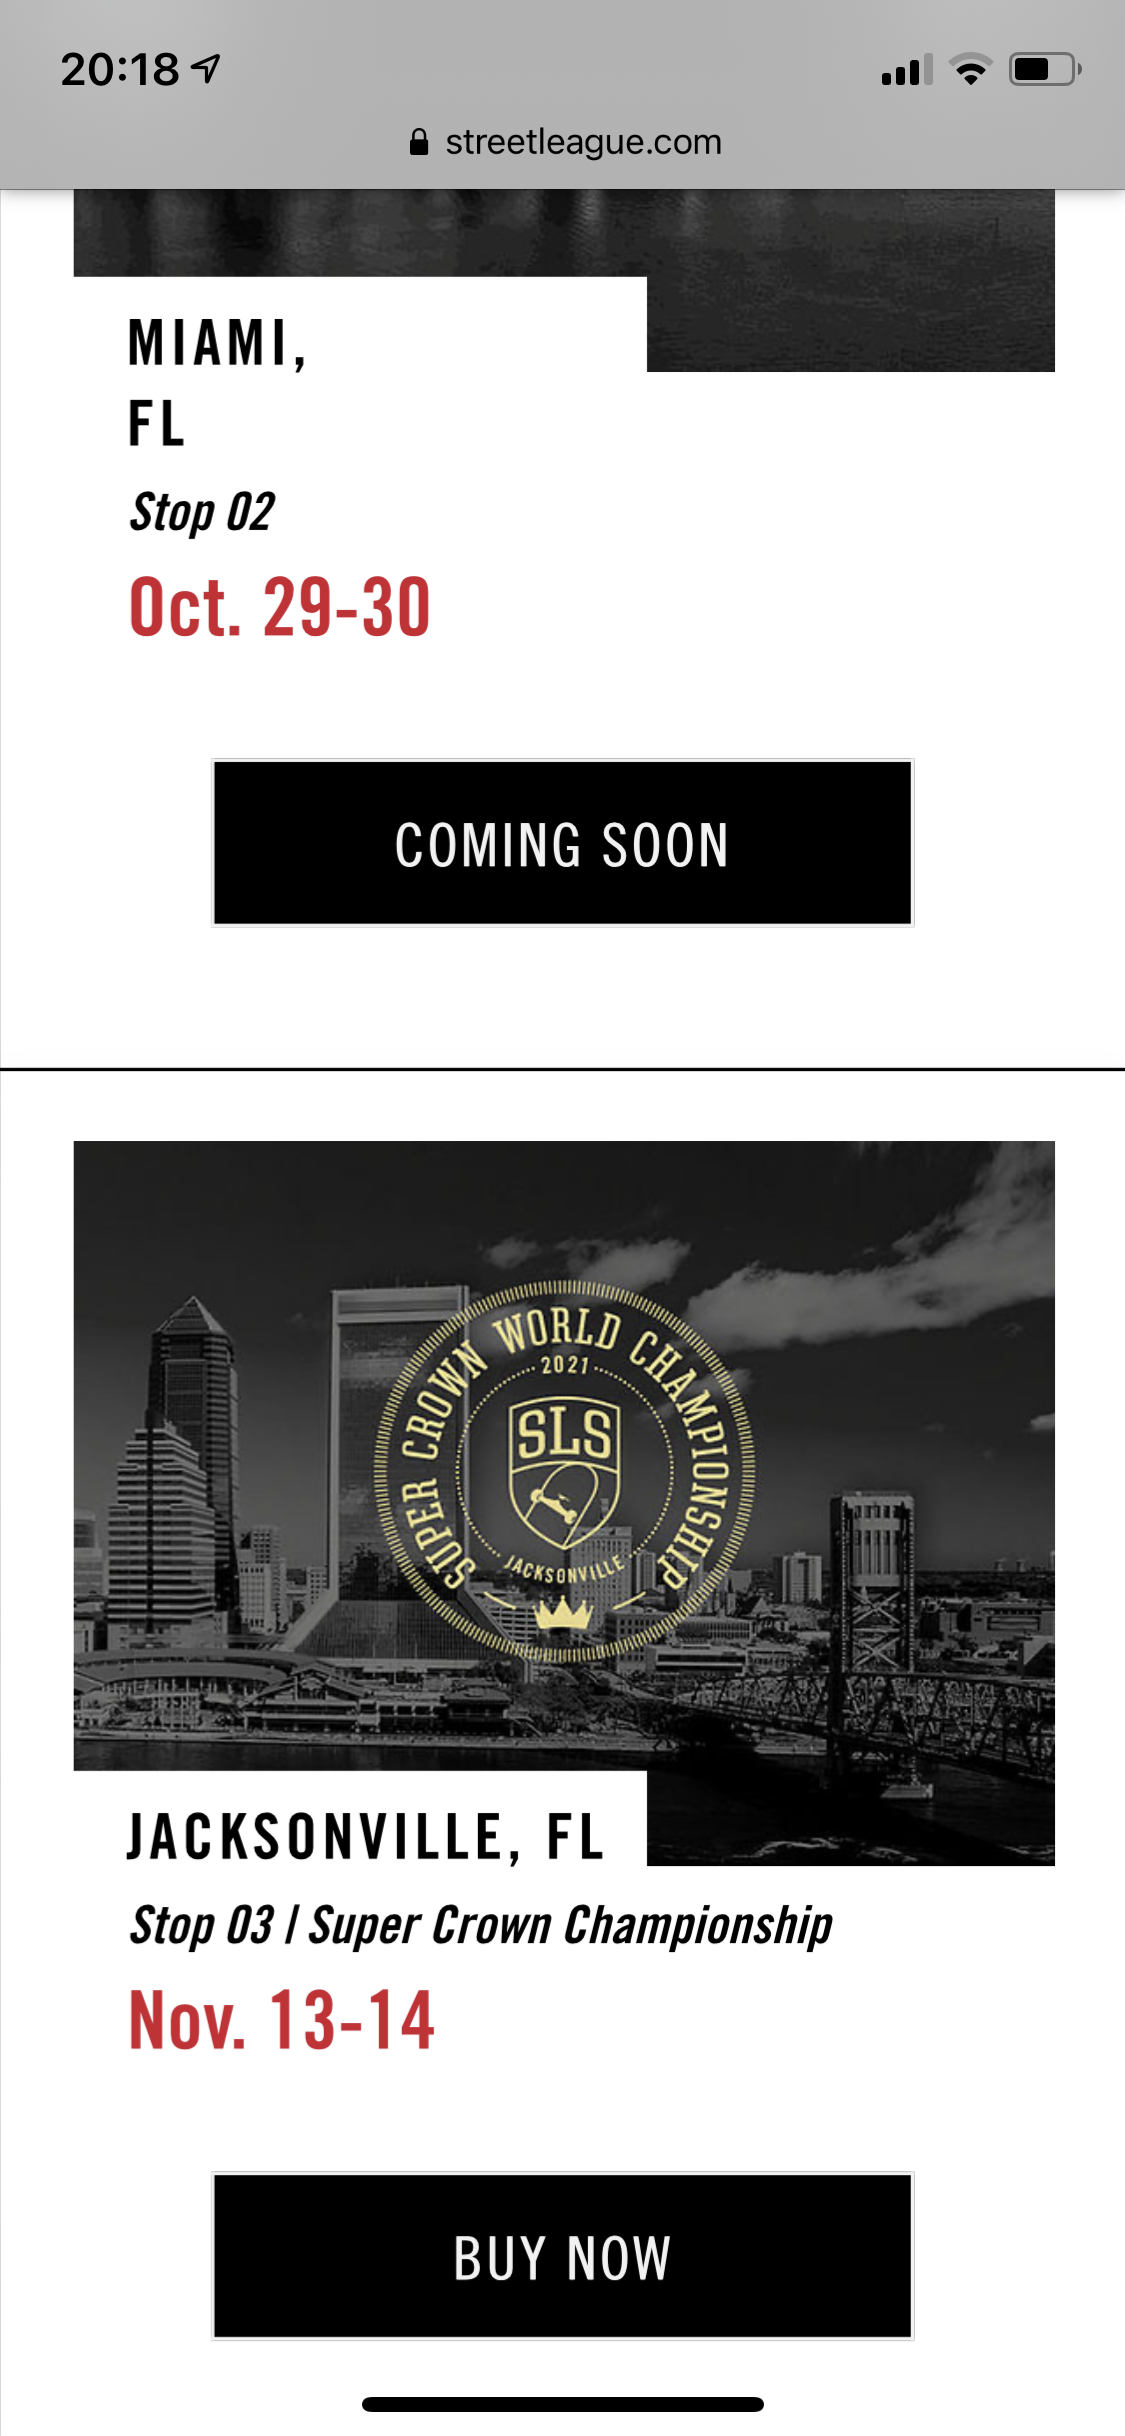 20:18
streetleague.com
MIAMI,
FL
Stop 02
Oct. 29-30
COMING SOON
SUPER CROWN WORLD CHAMPIONSHIP
2021
SLS
JACKSONVILLE
JACKSONVILLE, FL
Stop 03 | Super Crown Championship
Nov. 13-14
BUY NOW